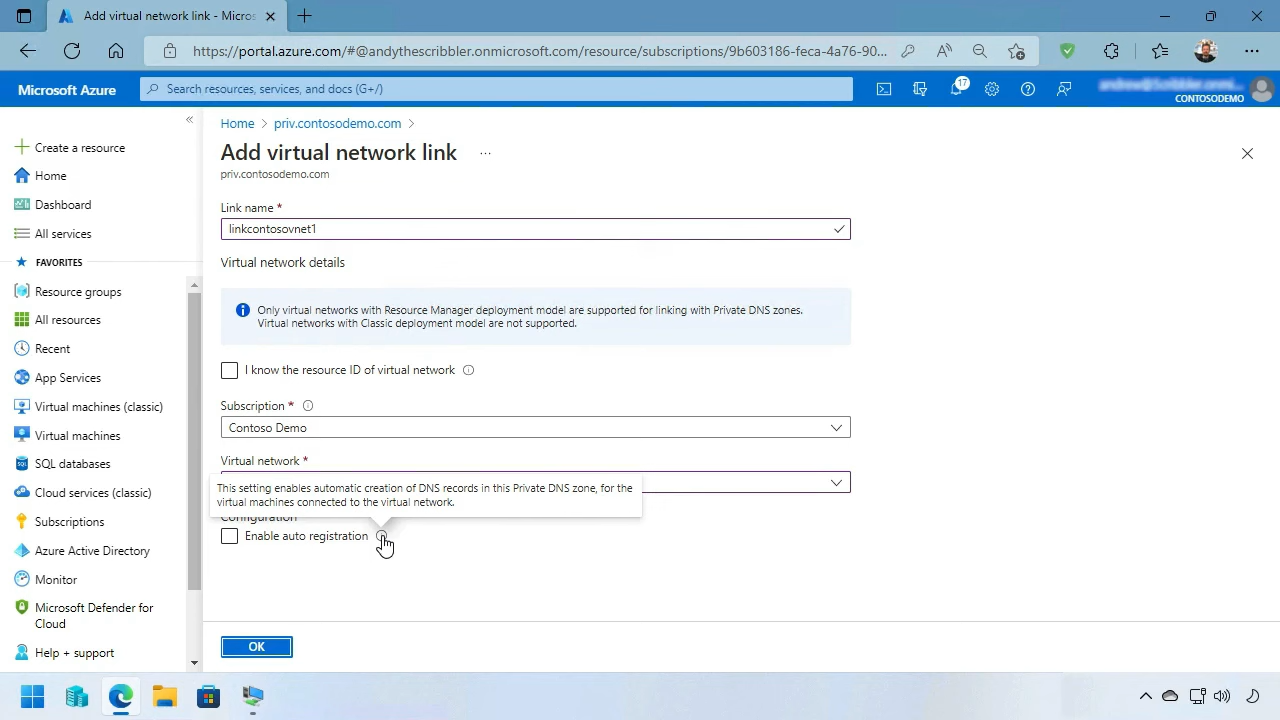 Add virtual network link - Micros
https://portal.azure.com/#@andythescribbler.onmicrosoft.com/resource/subscriptions/9b603186-feca-4a76-90...
Microsoft Azure
Search resources, services, and docs (G+/)
17
CONTOSODEMO
Create a resource
Home
Dashboard
All services
FAVORITES
Resource groups
All resources
Recent
App Services
Virtual machines (classic)
Virtual machines
SQL databases
Cloud services (classic)
Subscriptions
Azure Active Directory
Monitor
Microsoft Defender for
Cloud
Help + support
Home > priv.contosodemo.com >
Add virtual network link ...
priv.contosodemo.com
Link name *
linkcontosovnet1
Virtual network details
Only virtual networks with Resource Manager deployment model are supported for linking with Private DNS zones.
Virtual networks with Classic deployment model are not supported.
I know the resource ID of virtual network
Subscription *
Contoso Demo
Virtual network *
This setting enables automatic creation of DNS records in this Private DNS zone, for the
virtual machines connected to the virtual network.
Configuration
Enable auto registration
OK